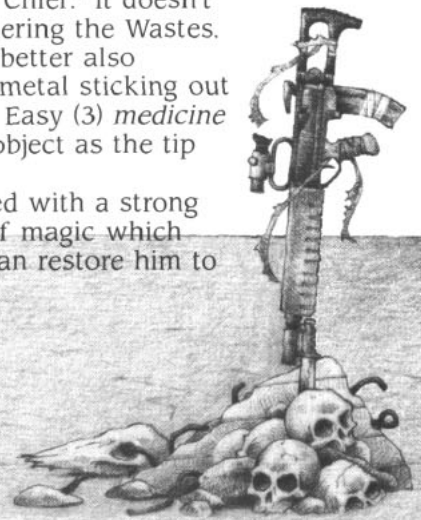 Chief. It doesn't
ering the Wastes.
better also
metal sticking out
Easy (3) medicine
object as the tip
ed with a strong
of magic which
an restore him to